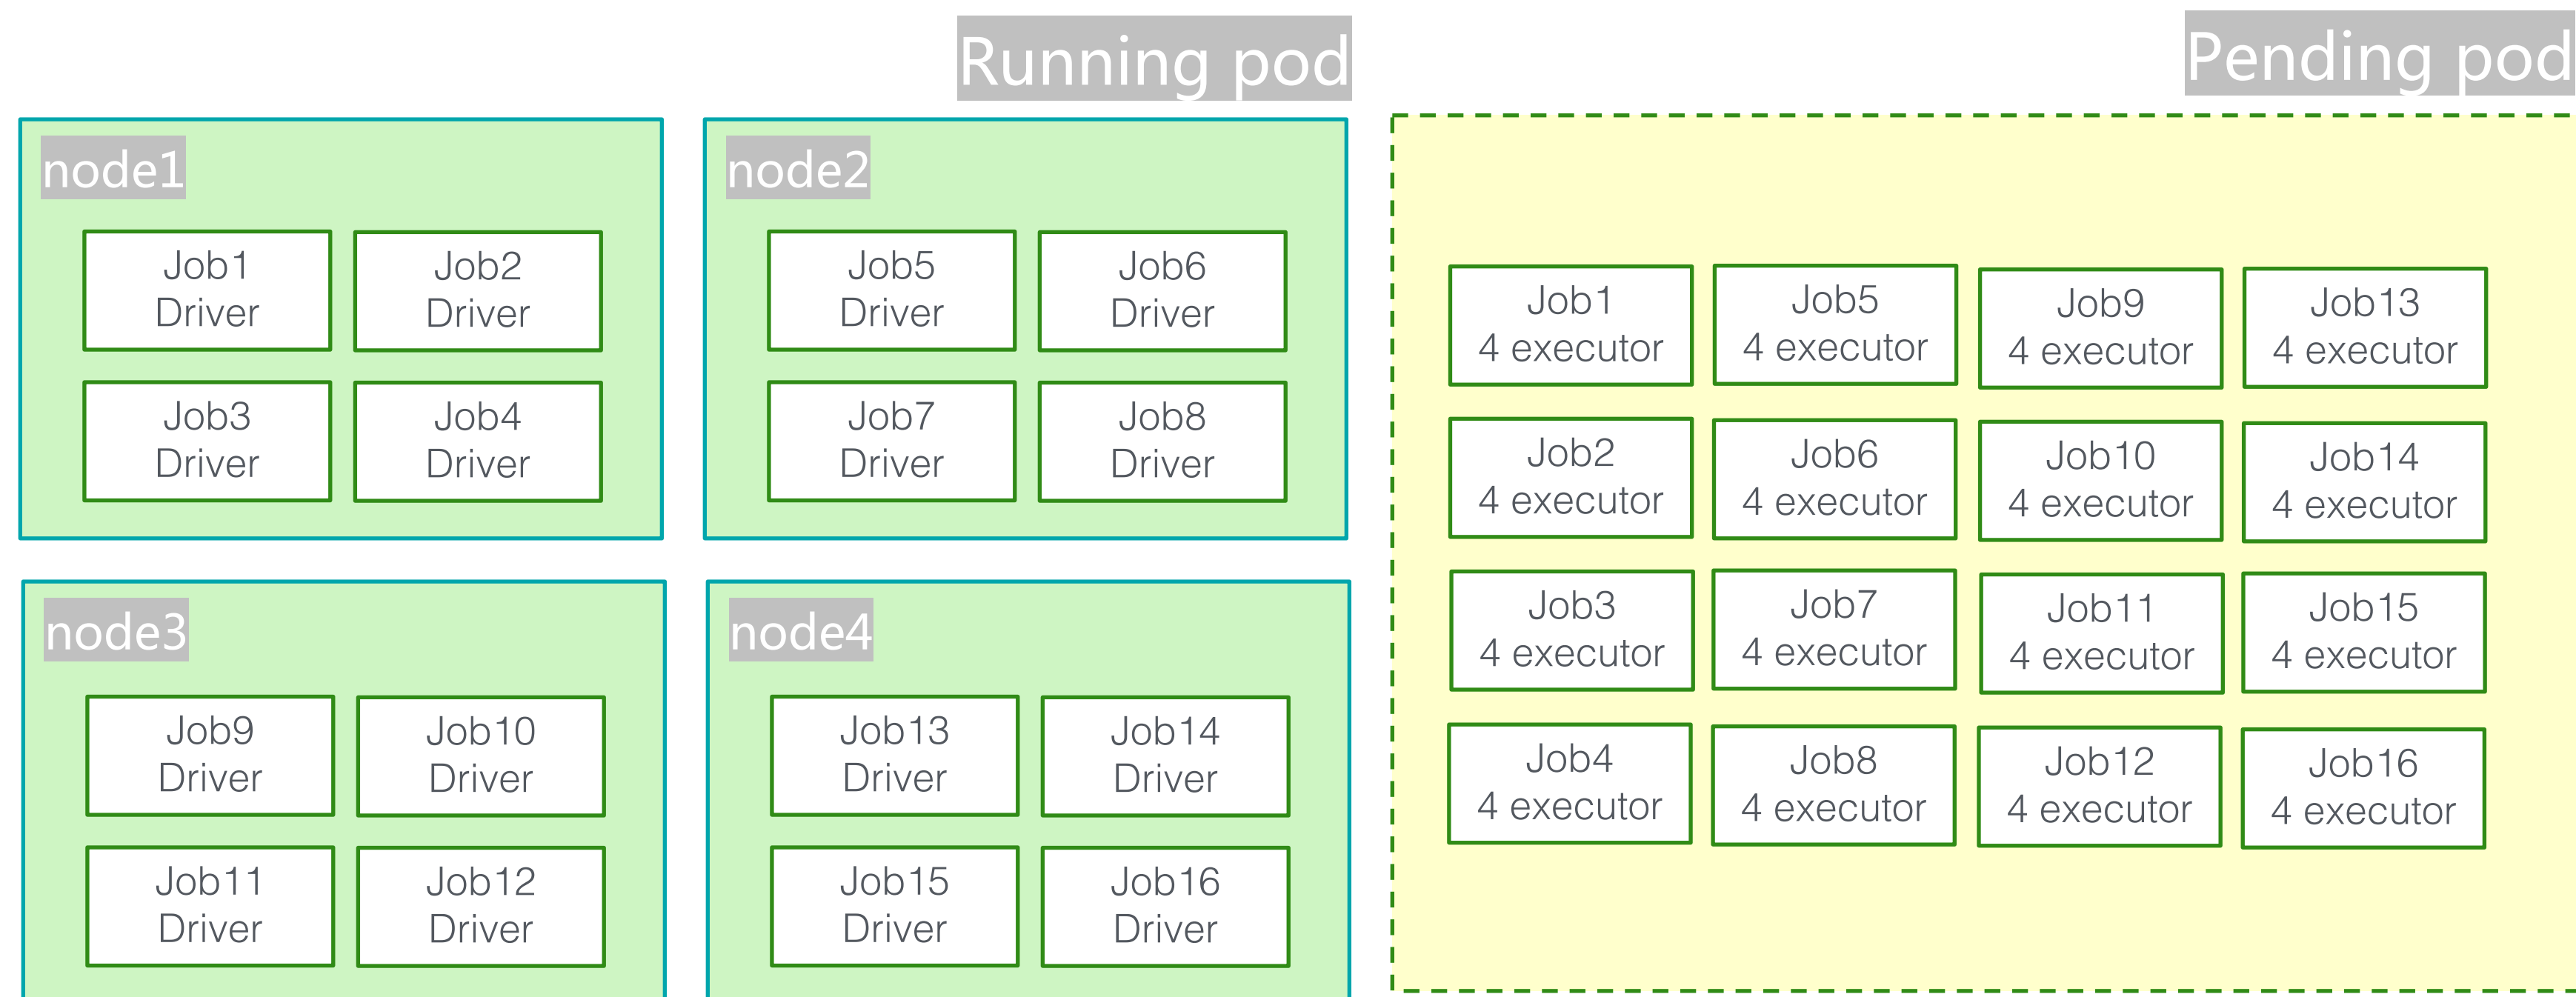 Running pod
Pending pod
node1
Job1
Driver
Job2
Driver
Job3
Driver
Job4
Driver
node2
Job5
Driver
Job6
Driver
Job7
Driver
Job8
Driver
node3
Job9
Driver
Job10
Driver
Job11
Driver
Job12
Driver
node4
Job13
Driver
Job14
Driver
Job15
Driver
Job16
Driver
Job1
4 executor
Job5
4 executor
Job9
4 executor
Job13
4 executor
Job2
4 executor
Job6
4 executor
Job10
4 executor
Job14
4 executor
Job3
4 executor
Job7
4 executor
Job11
4 executor
Job15
4 executor
Job4
4 executor
Job8
4 executor
Job12
4 executor
Job16
4 executor